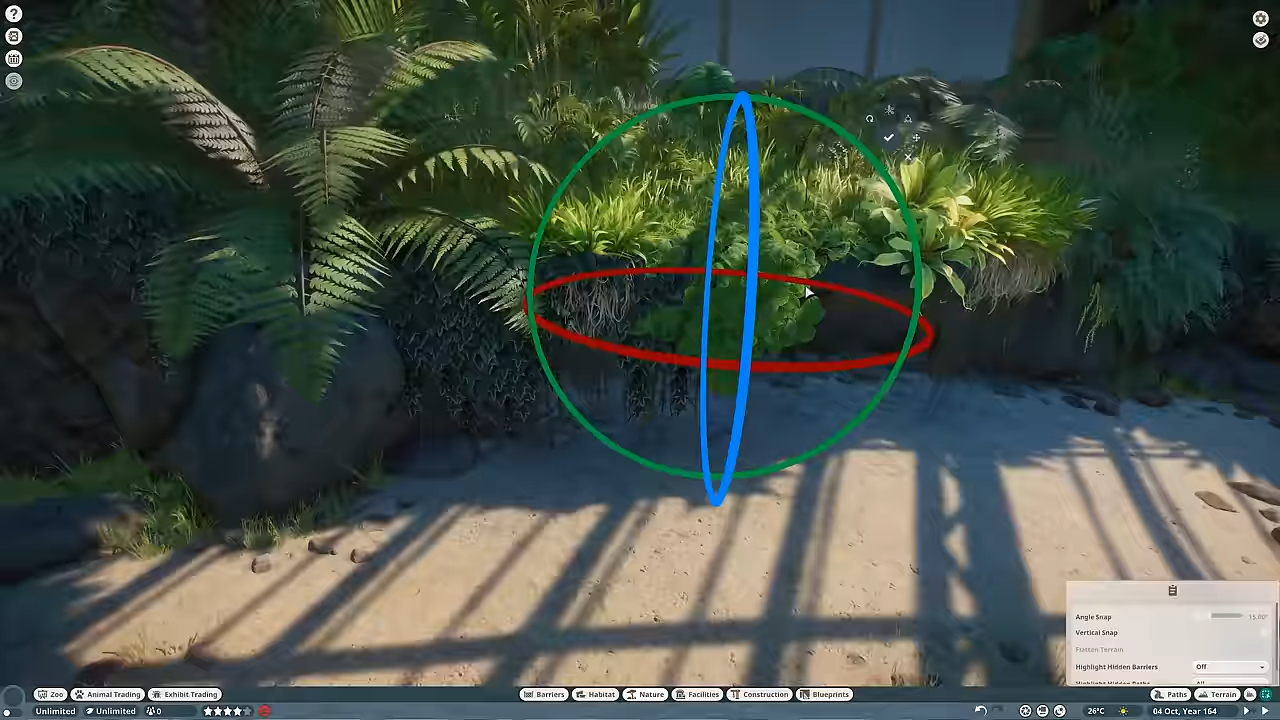 Angle Snap 15.00°
Vertical Snap
Flatten Terrain
Highlight Hidden Barriers Off
Zoo Animal Trading Exhibit Trading Barriers Habitat Nature Facilities Construction Blueprints Paths Terrain
Unlimited Unlimited 0 26°C 04 Oct, Year 164